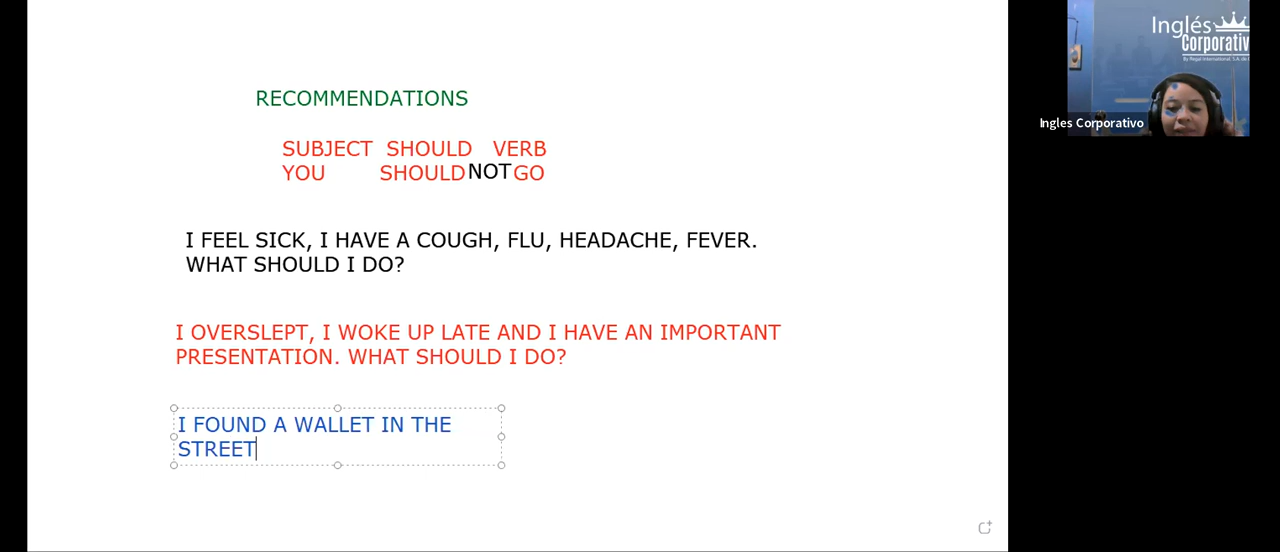 RECOMMENDATIONS
SUBJECT SHOULD VERB
YOU SHOULD NOT GO
I FEEL SICK, I HAVE A COUGH, FLU, HEADACHE, FEVER.
WHAT SHOULD I DO?
I OVERSLEPT, I WOKE UP LATE AND I HAVE AN IMPORTANT
PRESENTATION. WHAT SHOULD I DO?
I FOUND A WALLET IN THE
STREET
Inglés
Corporativ
Ingles Corporativo